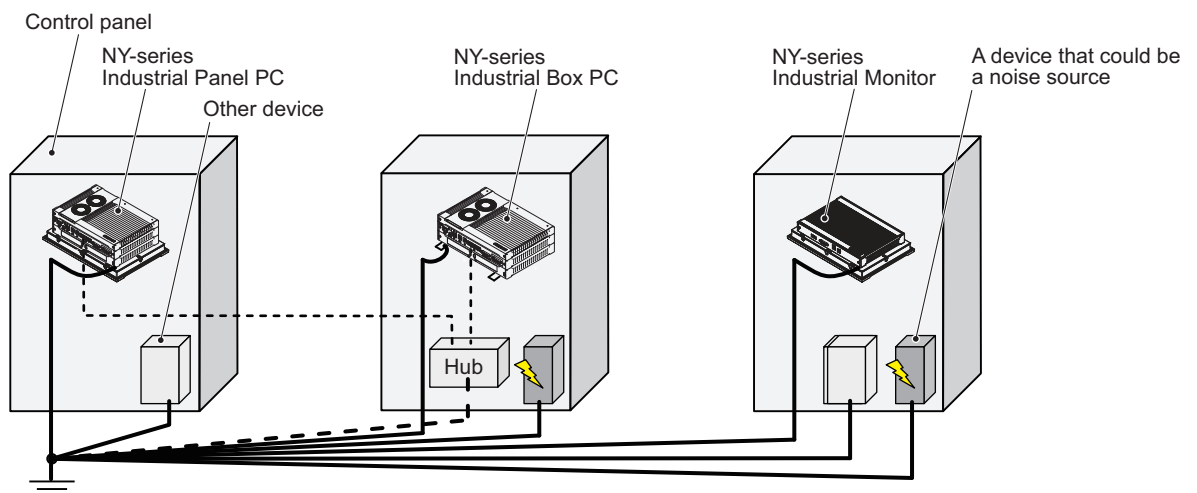 Control panel
NY-series
Industrial Panel PC
Other device
NY-series
Industrial Box PC
NY-series
Industrial Monitor
A device that could be
a noise source
Hub